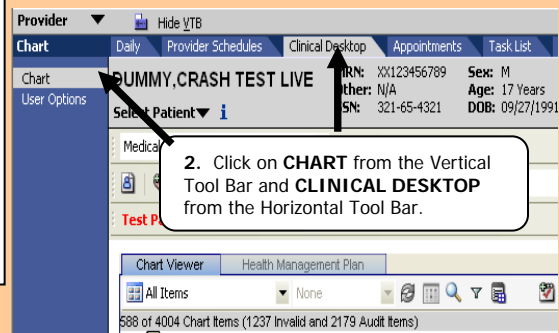 Provider Hide VTB
Chart Daily Provider Schedules Clinical Desktop Appointments Task List
Chart
User Options
DUMMY,CRASH TEST LIVE
Select Patient i
MRN: XX123456789 Sex: M
Other: N/A Age: 17 Years
SSN: 321-65-4321 DOB: 09/27/1991
2. Click on CHART from the Vertical
Tool Bar and CLINICAL DESKTOP
from the Horizontal Tool Bar.
Chart Viewer Health Management Plan
All Items None
588 of 4004 Chart Items (1237 Invalid and 2179 Audit Items)